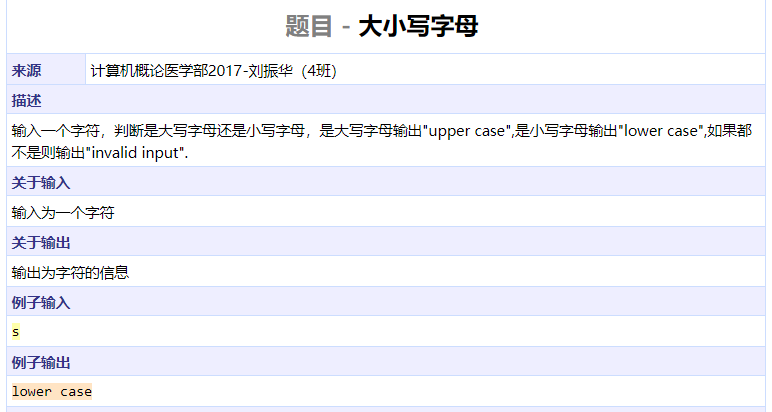 题目 - 大小写字母
来源 计算机概论医学部2017-刘振华（4班）
描述
输入一个字符，判断是大写字母还是小写字母，是大写字母输出"upper case",是小写字母输出"lower case",如果都
不是则输出"invalid input".
关于输入
输入为一个字符
关于输出
输出为字符的信息
例子输入
s
例子输出
lower case